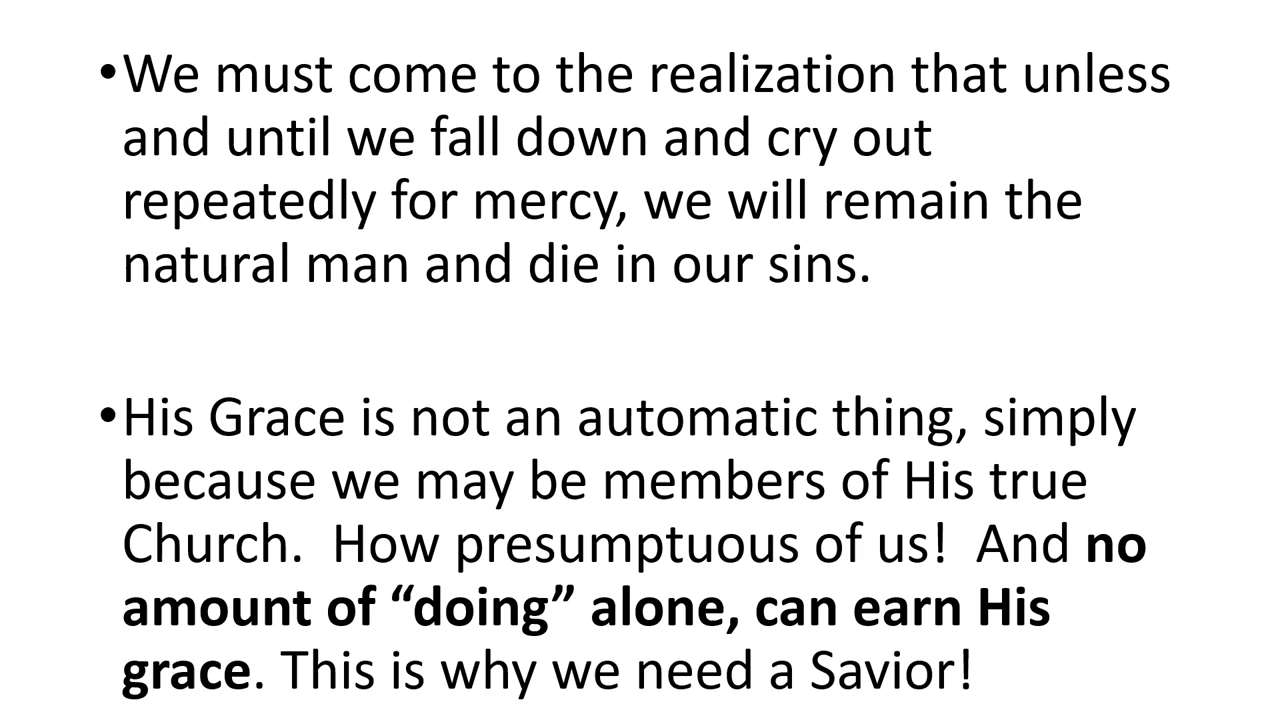 •We must come to the realization that unless
and until we fall down and cry out
repeatedly for mercy, we will remain the
natural man and die in our sins.
•His Grace is not an automatic thing, simply
because we may be members of His true
Church.  How presumptuous of us!  And no
amount of “doing” alone, can earn His
grace. This is why we need a Savior!